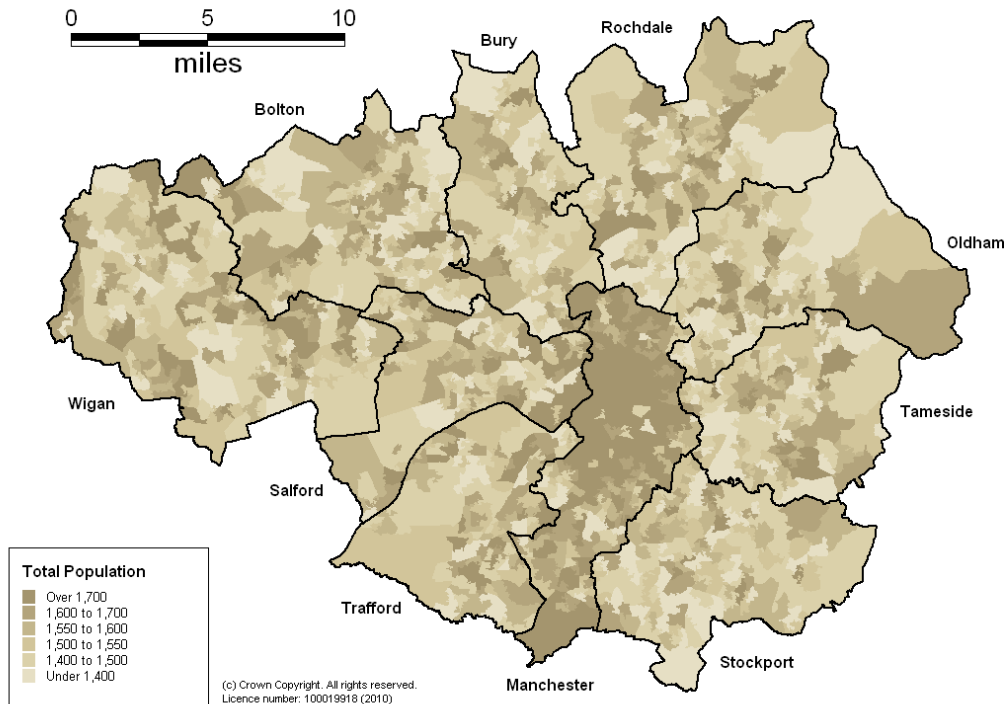 0 5 10
miles
Rochdale
Bury
Bolton
Oldham
Wigan
Tameside
Salford
Trafford
Stockport
Manchester
Total Population
Over 1,700
1,600 to 1,700
1,550 to 1,600
1,500 to 1,550
1,400 to 1,500
Under 1,400
(c) Crown Copyright. All rights reserved.
Licence number: 100019918 (2010)